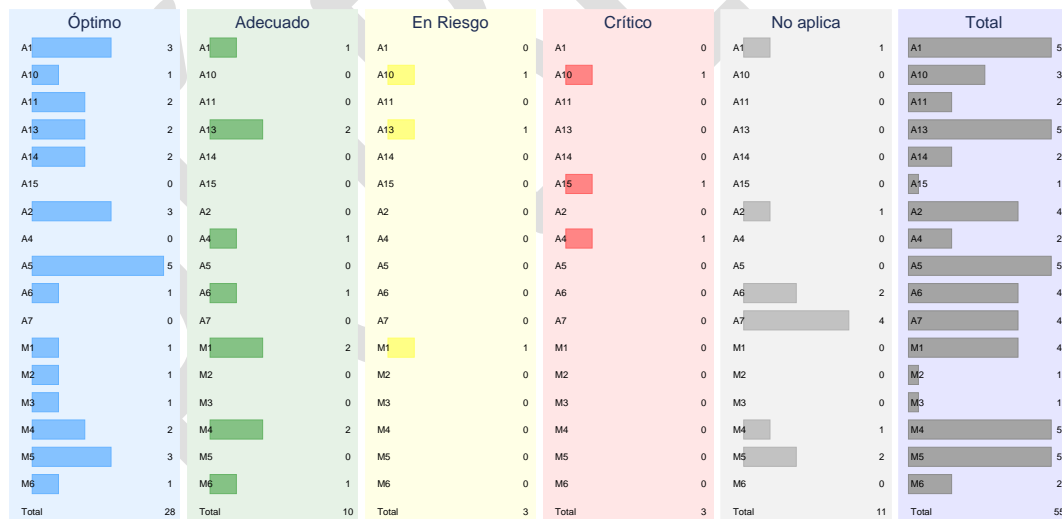 Óptimo Adecuado En Riesgo Crítico No aplica Total
A1 3 A1 1 A1 0 A1 0 A1 1 A1 5
A10 1 A10 0 A10 1 A10 1 A10 0 A10 3
A11 2 A11 0 A11 0 A11 0 A11 0 A11 2
A13 2 A13 2 A13 1 A13 0 A13 0 A13 5
A14 2 A14 0 A14 0 A14 0 A14 0 A14 2
A15 0 A15 0 A15 0 A15 1 A15 0 A15 1
A2 3 A2 0 A2 0 A2 0 A2 1 A2 4
A4 0 A4 1 A4 0 A4 1 A4 0 A4 2
A5 5 A5 0 A5 0 A5 0 A5 0 A5 5
A6 1 A6 1 A6 0 A6 0 A6 2 A6 4
A7 0 A7 0 A7 0 A7 0 A7 4 A7 4
M1 1 M1 2 M1 1 M1 0 M1 0 M1 4
M2 1 M2 0 M2 0 M2 0 M2 0 M2 1
M3 1 M3 0 M3 0 M3 0 M3 0 M3 1
M4 2 M4 2 M4 0 M4 0 M4 1 M4 5
M5 3 M5 0 M5 0 M5 0 M5 2 M5 5
M6 1 M6 1 M6 0 M6 0 M6 0 M6 2
Total 28 Total 10 Total 3 Total 3 Total 11 Total 55